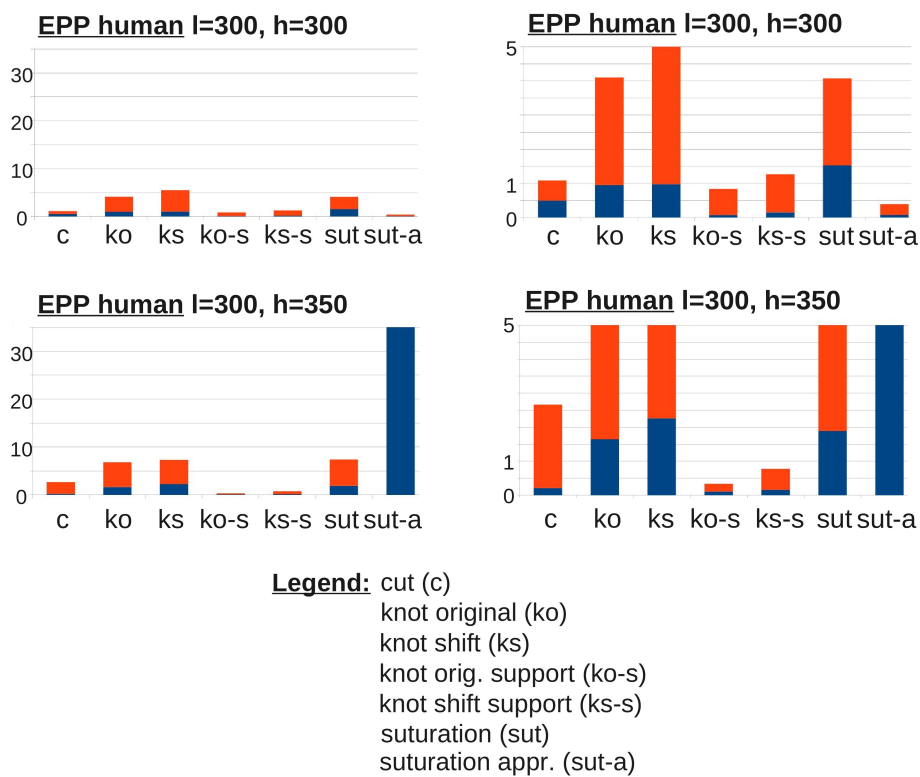 EPP human l=300, h=300
30
20
10
0
c ko ks ko-s ks-s sut sut-a
EPP human l=300, h=300
5
1
0
c ko ks ko-s ks-s sut sut-a
EPP human l=300, h=350
30
20
10
0
c ko ks ko-s ks-s sut sut-a
EPP human l=300, h=350
5
1
0
c ko ks ko-s ks-s sut sut-a
Legend: cut (c)
knot original (ko)
knot shift (ks)
knot orig. support (ko-s)
knot shift support (ks-s)
suturation (sut)
suturation appr. (sut-a)